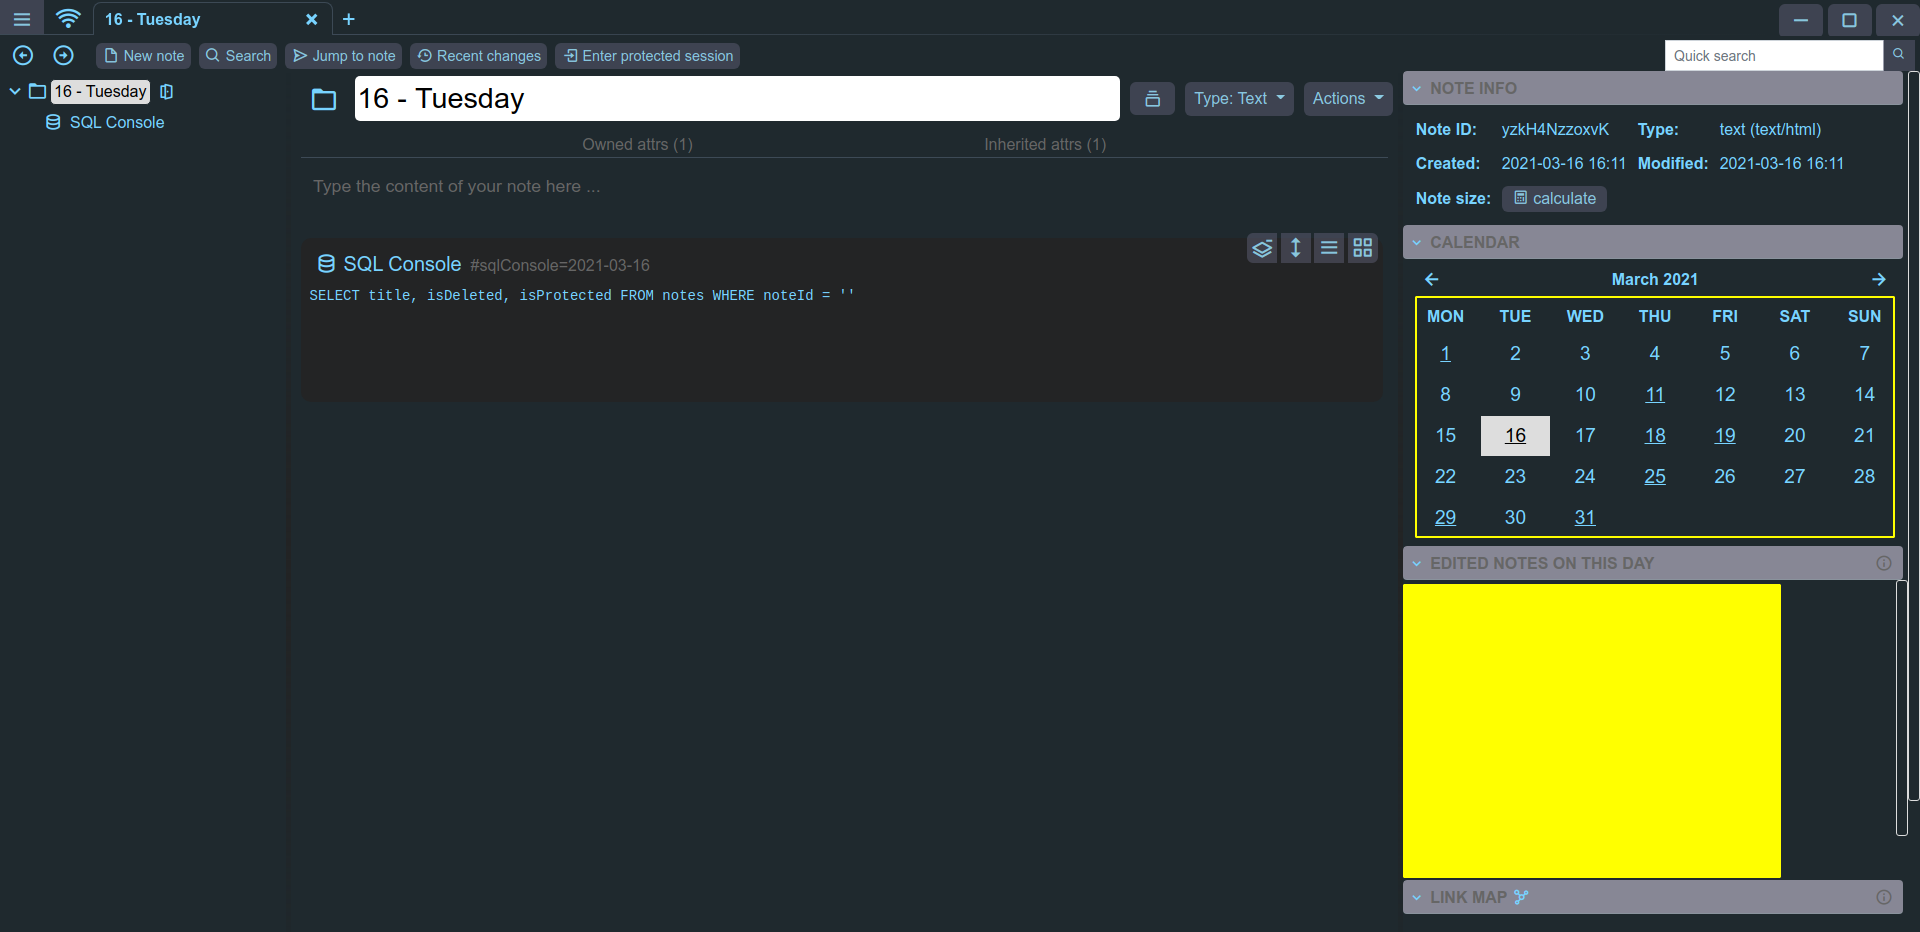 16 - Tuesday
New note Search Jump to note Recent changes Enter protected session
Quick search
16 - Tuesday
SQL Console
16 - Tuesday
Type: Text Actions
Owned attrs (1) Inherited attrs (1)
Type the content of your note here ...
SQL Console #sqlConsole=2021-03-16
SELECT title, isDeleted, isProtected FROM notes WHERE noteId = ''
NOTE INFO
Note ID: yzkH4NzzoxvK Type: text (text/html)
Created: 2021-03-16 16:11 Modified: 2021-03-16 16:11
Note size: calculate
CALENDAR
March 2021
MON TUE WED THU FRI SAT SUN
1 2 3 4 5 6 7
8 9 10 11 12 13 14
15 16 17 18 19 20 21
22 23 24 25 26 27 28
29 30 31
EDITED NOTES ON THIS DAY
LINK MAP